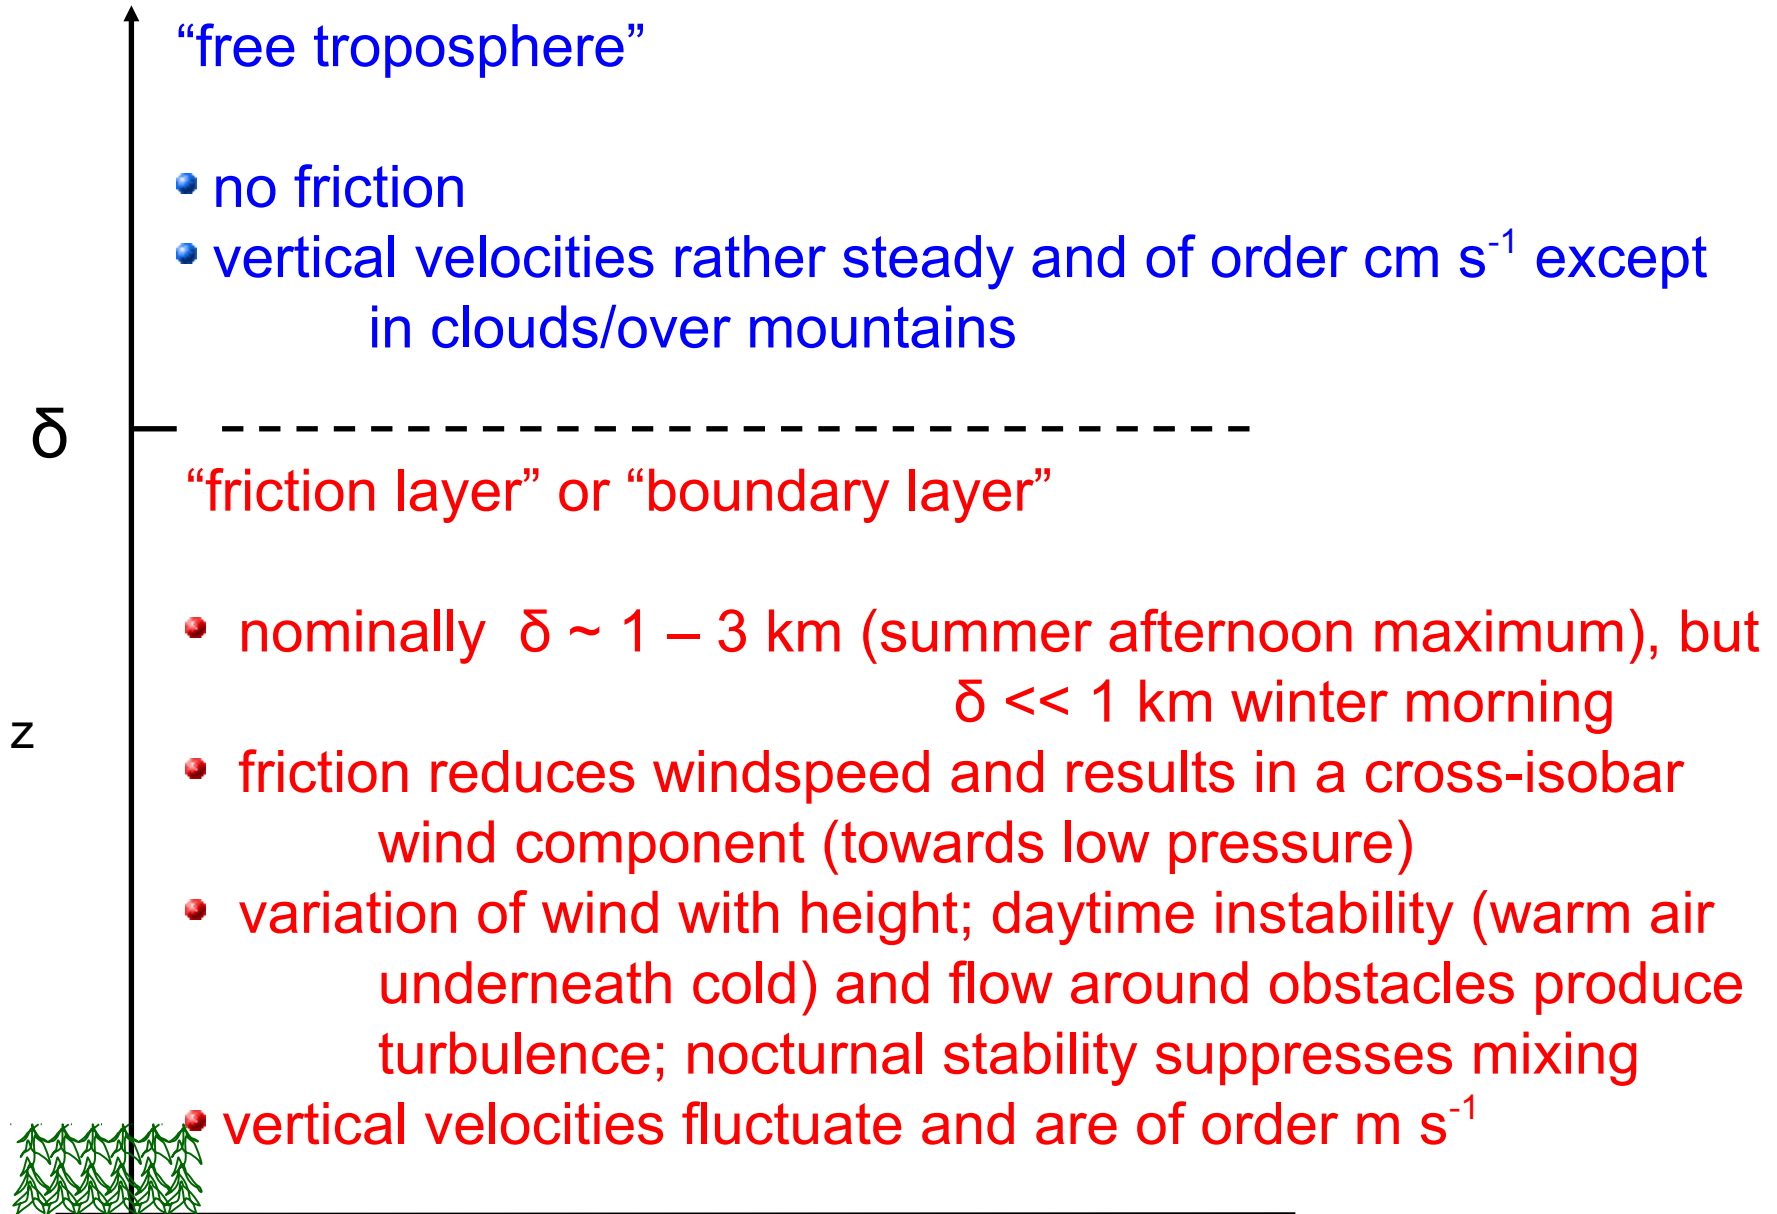 “free troposphere”
no friction
vertical velocities rather steady and of order cm s⁻¹ except
in clouds/over mountains
δ
“friction layer” or “boundary layer”
nominally δ ~ 1 – 3 km (summer afternoon maximum), but
δ << 1 km winter morning
z
friction reduces windspeed and results in a cross-isobar
wind component (towards low pressure)
variation of wind with height; daytime instability (warm air
underneath cold) and flow around obstacles produce
turbulence; nocturnal stability suppresses mixing
vertical velocities fluctuate and are of order m s⁻¹